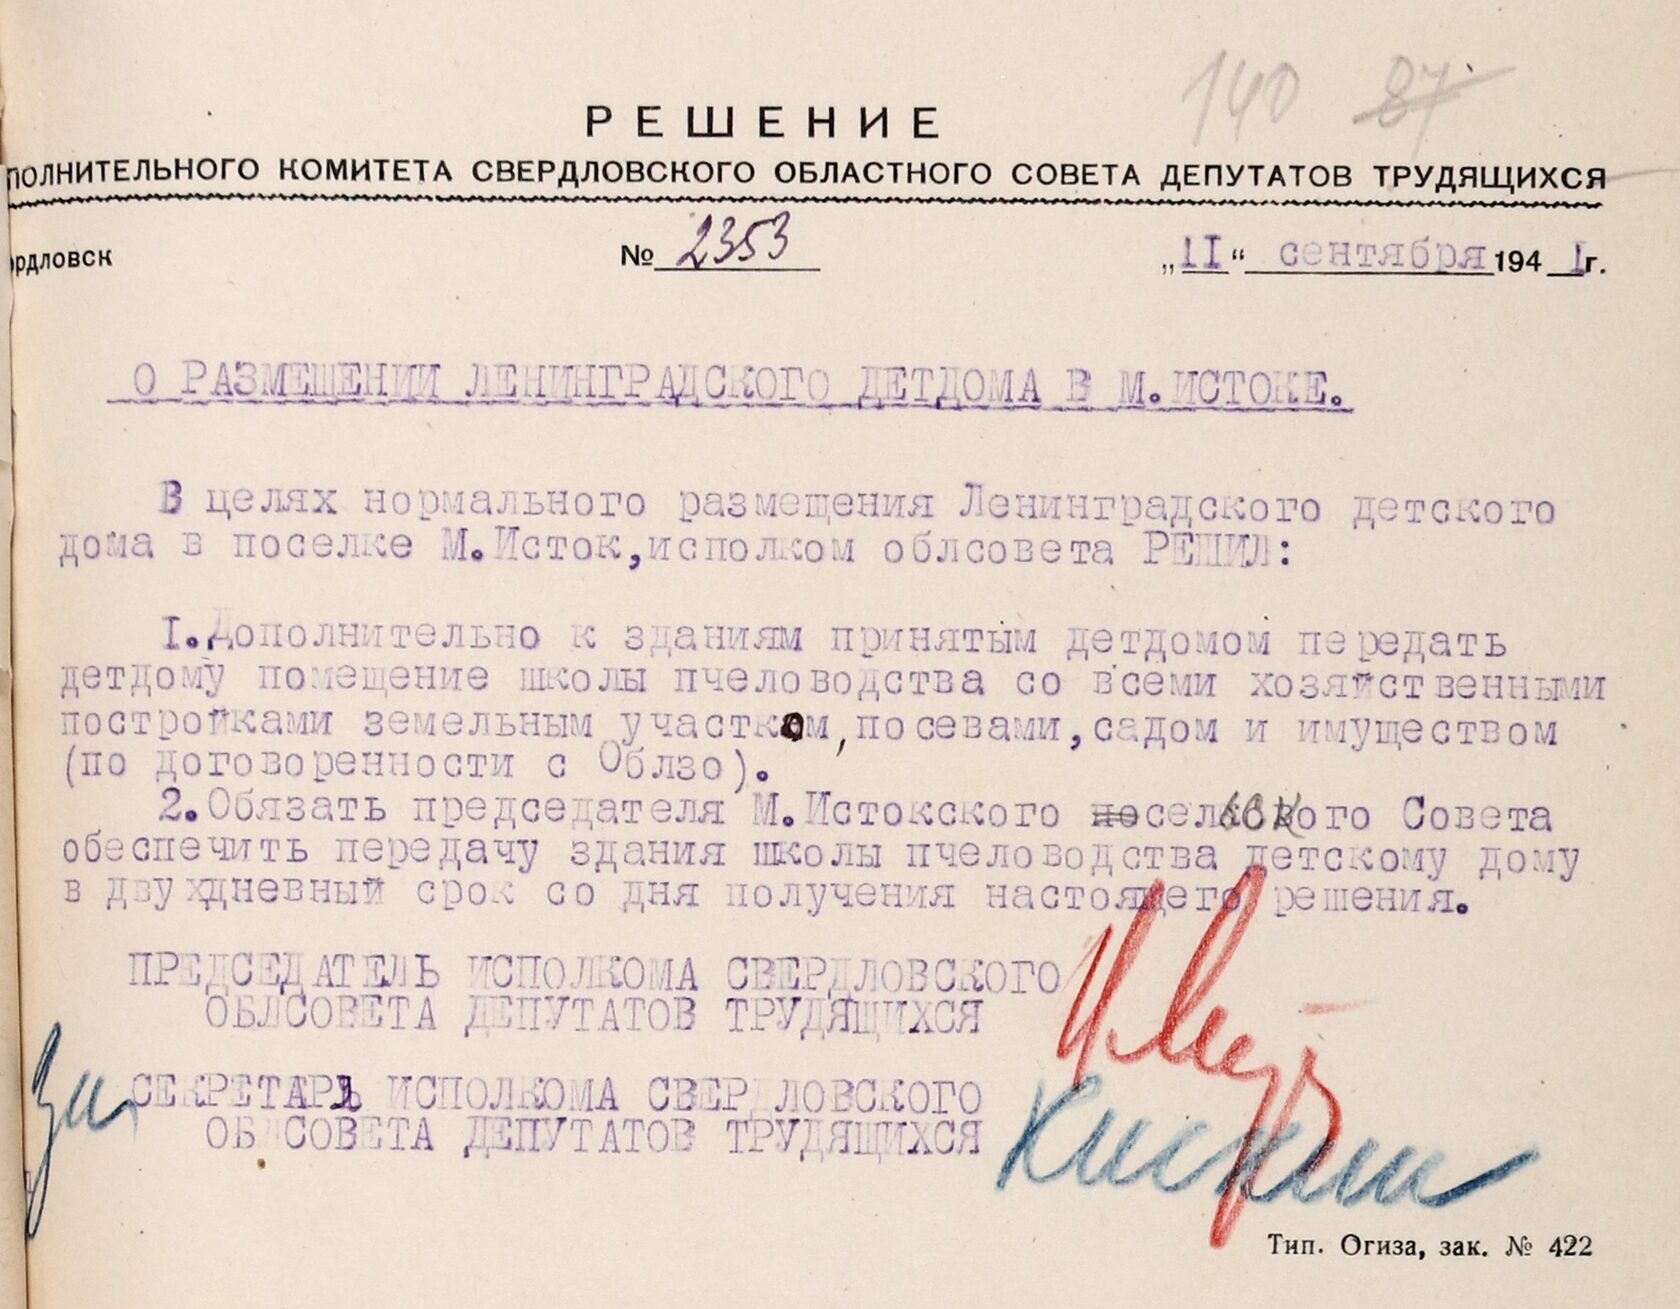 140 87
РЕШЕНИЕ
ПОЛНИТЕЛЬНОГО КОМИТЕТА СВЕРДЛОВСКОГО ОБЛАСТНОГО СОВЕТА ДЕПУТАТОВ ТРУДЯЩИХСЯ
рдловск № 2353 „11“ сентября 1941г.
О РАЗМЕЩЕНИИ ЛЕНИНГРАДСКОГО ДЕТДОМА В М.ИСТОКЕ.
В целях нормального размещения Ленинградского детского
дома в поселке М.Исток,исполком облсовета РЕШИЛ:
I.Дополнительно к зданиям принятым детдомом передать
детдому помещение школы пчеловодства со всеми хозяйственными
постройками земельным участком,посевами,садом и имуществом
(по договоренности с Облзо).
2.Обязать председателя М.Истокского сельского Совета
обеспечить передачу здания школы пчеловодства детскому дому
в двухдневный срок со дня получения настоящего решения.
ПРЕДСЕДАТЕЛЬ ИСПОЛКОМА СВЕРДЛОВСКОГО
ОБЛСОВЕТА ДЕПУТАТОВ ТРУДЯЩИХСЯ
СЕКРЕТАРЬ ИСПОЛКОМА СВЕРДЛОВСКОГО
ОБЛСОВЕТА ДЕПУТАТОВ ТРУДЯЩИХСЯ
Тип. Огиза, зак. № 422